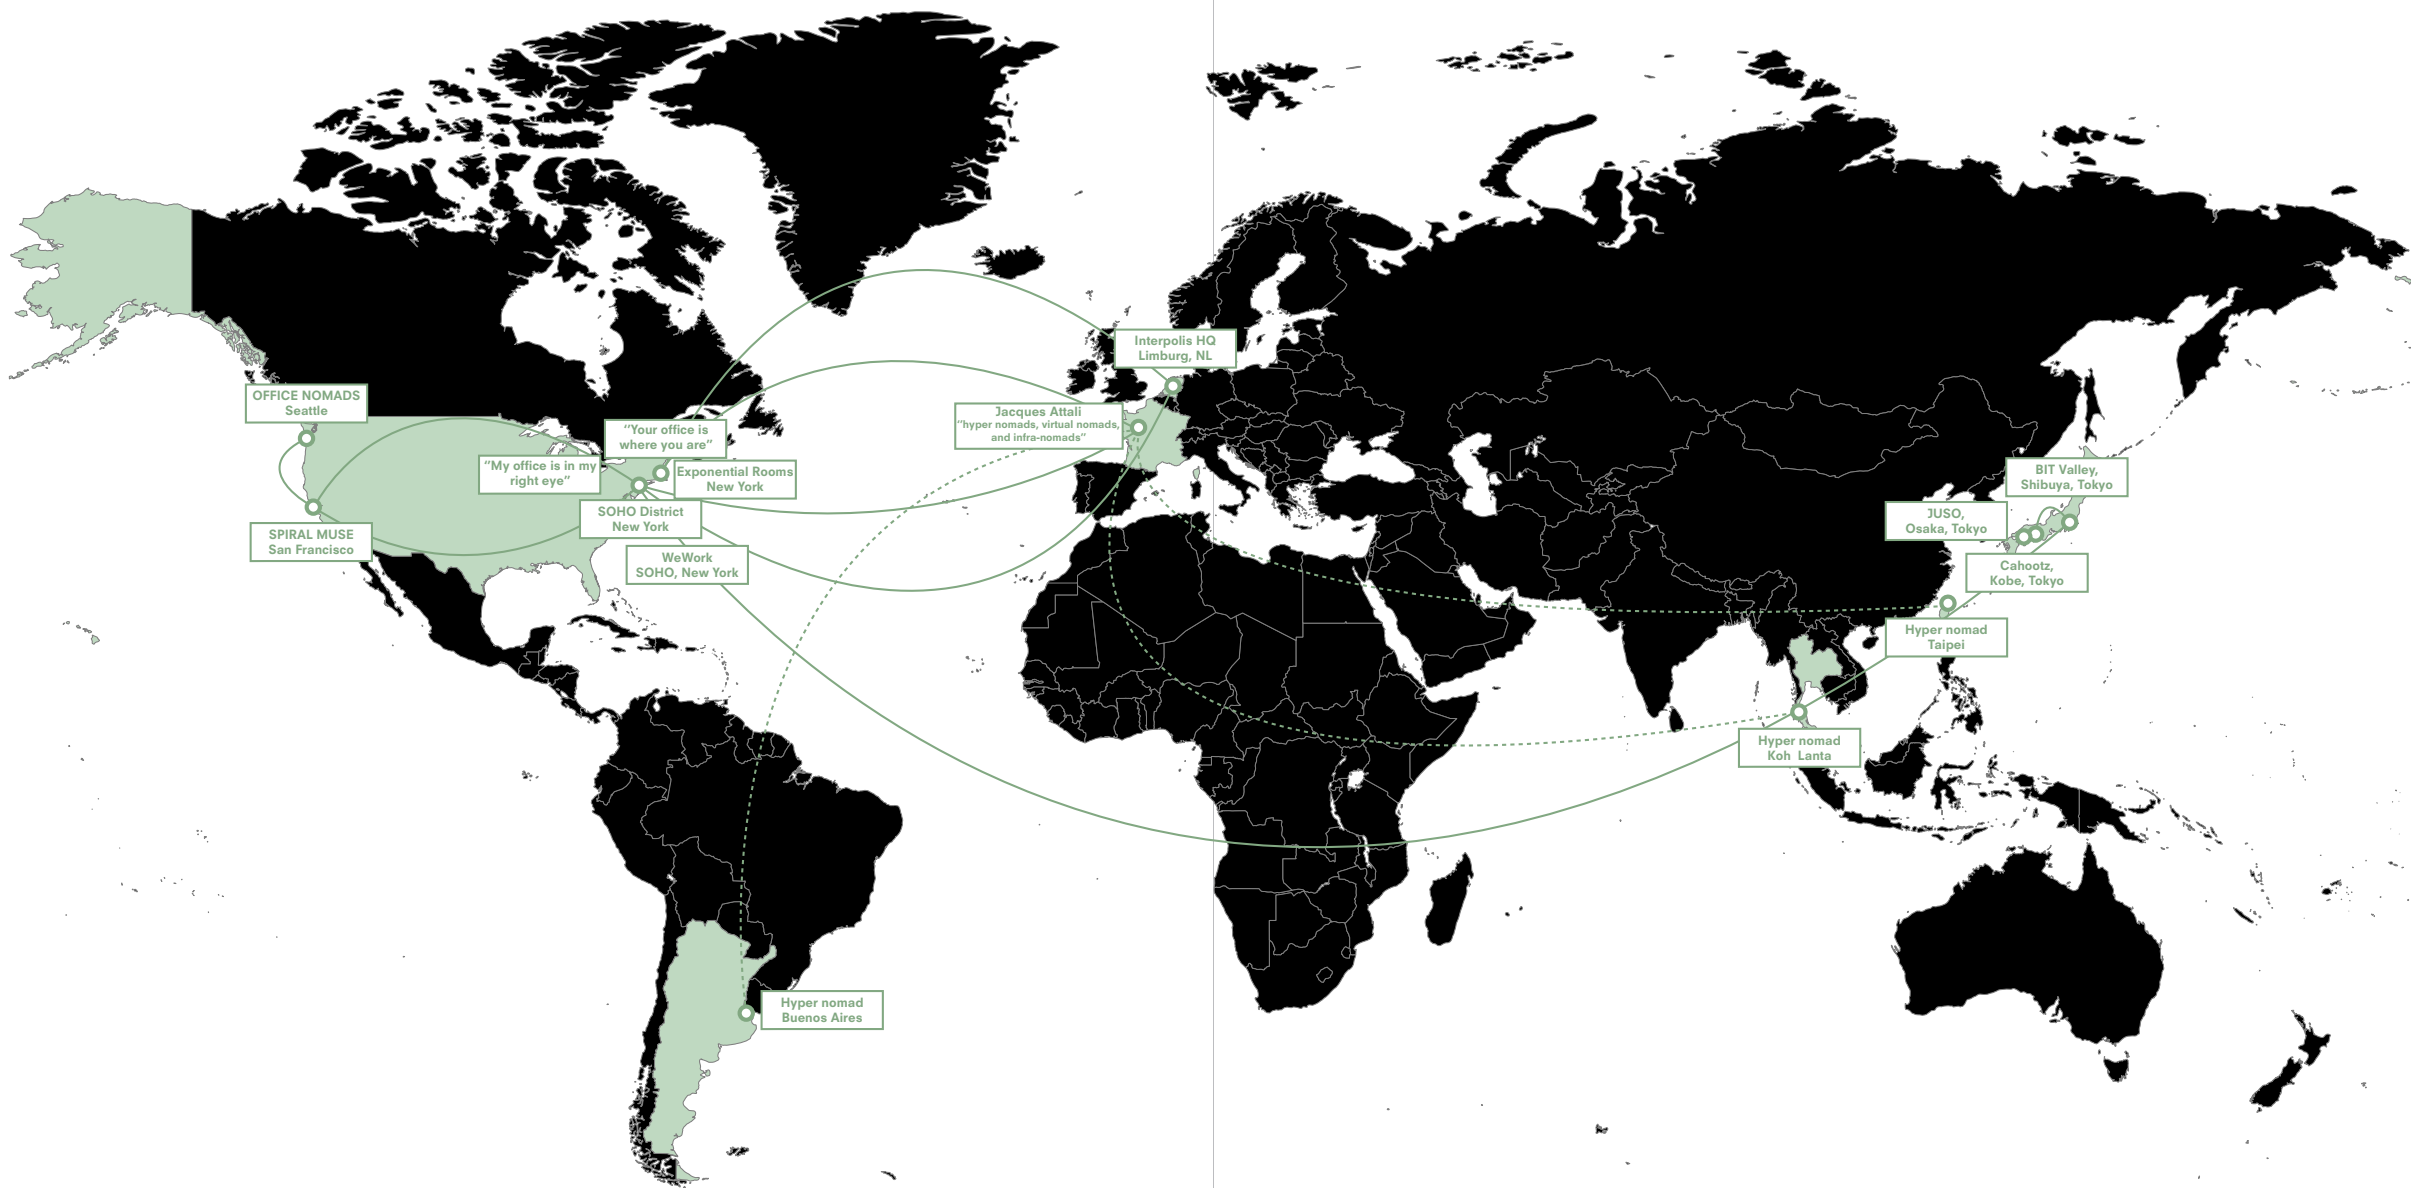 Interpolis HQ
Limburg, NL
OFFICE NOMADS
Seattle
Jacques Attali
“hyper nomads, virtual nomads,
and infra-nomads”
“Your office is
where you are”
“My office is in my
right eye”
Exponential Rooms
New York
BIT Valley,
Shibuya, Tokyo
SOHO District
New York
JUSO,
Osaka, Tokyo
SPIRAL MUSE
San Francisco
WeWork
SOHO, New York
Cahootz,
Kobe, Tokyo
Hyper nomad
Taipei
Hyper nomad
Koh Lanta
Hyper nomad
Buenos Aires